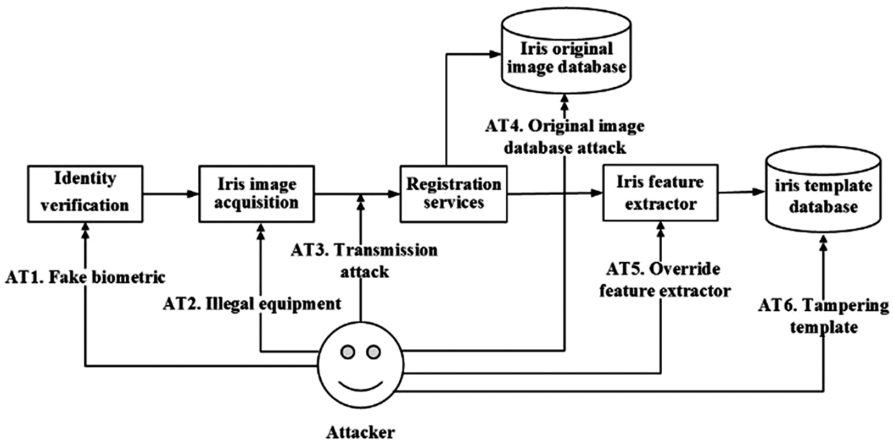 Iris original
image database
AT4. Original image
database attack
Identity
verification
Iris image
acquisition
Registration
services
Iris feature
extractor
iris template
database
AT1. Fake biometric
AT2. Illegal equipment
AT3. Transmission
attack
AT5. Override
feature extractor
AT6. Tampering
template
Attacker